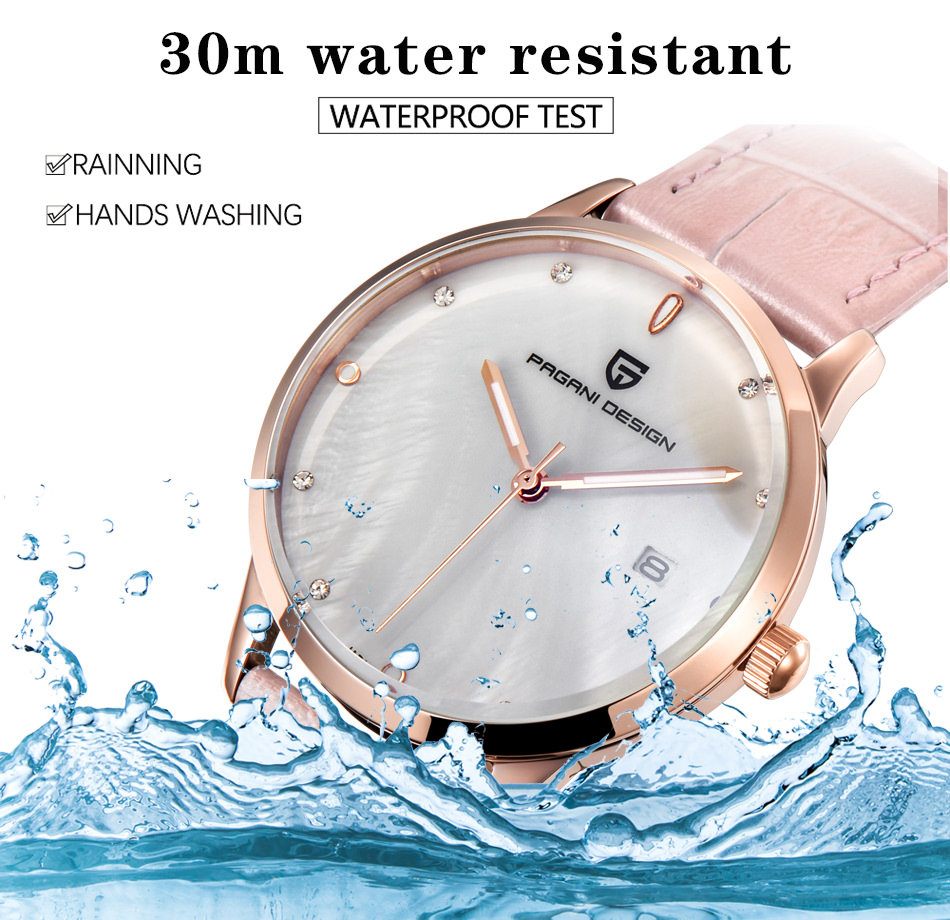 30m water resistant
WATERPROOF TEST
RAINNING
HANDS WASHING
PAGANI DESIGN
8